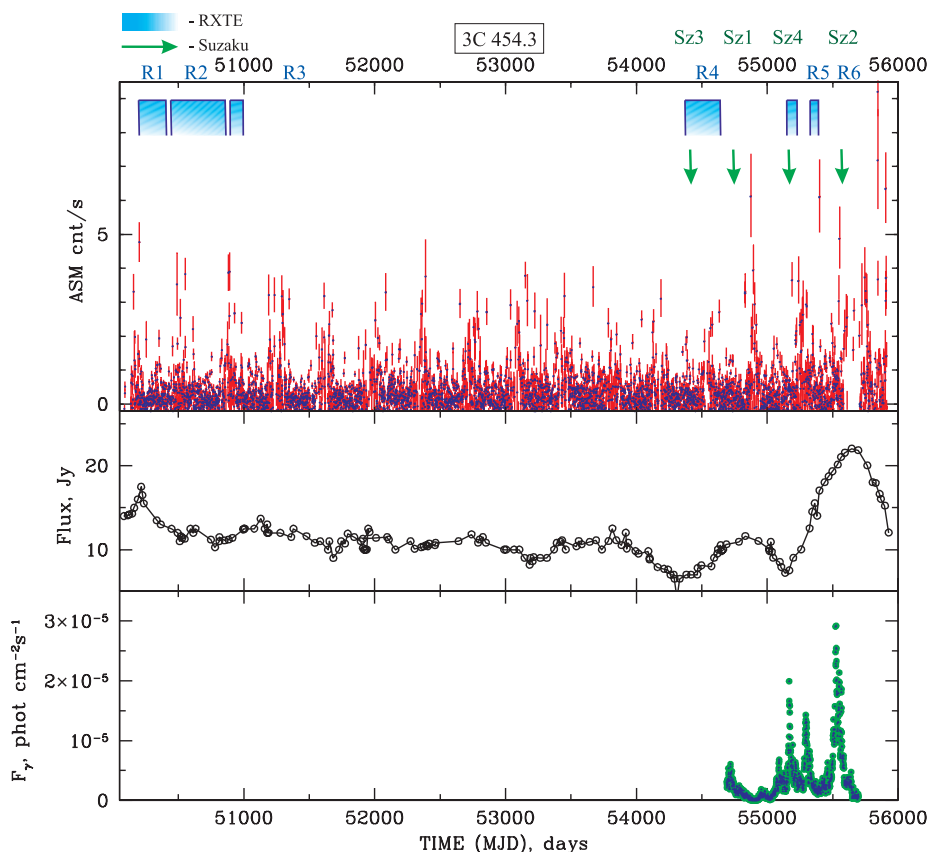 - RXTE
- Suzaku
3C 454.3
Sz3 Sz1 Sz4 Sz2
51000 52000 53000 54000 55000 56000
R1 R2 R3 R4 R5 R6
ASM cnt/s
5
0
Flux, Jy
20
10
Fγ, phot cm⁻²s⁻¹
3×10⁻⁵
2×10⁻⁵
10⁻⁵
0
51000 52000 53000 54000 55000 56000
TIME (MJD), days